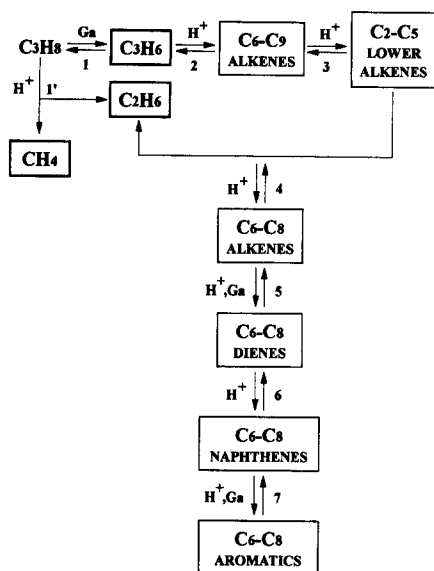 C3H8 Ga 1 C3H6 H+ 2 C6-C9 ALKENES H+ 3 C2-C5 LOWER ALKENES
H+ 1' C2H6
CH4
H+ 4
C6-C8
ALKENES
H+,Ga 5
C6-C8
DIENES
H+ 6
C6-C8
NAPHTHENES
H+,Ga 7
C6-C8
AROMATICS